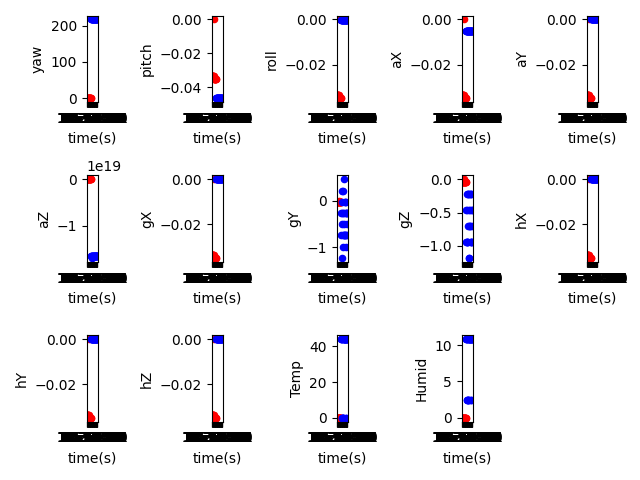 yaw 200 100 0 time(s)
pitch 0.00 −0.02 −0.04 time(s)
roll 0.00 −0.02 time(s)
aX 0.00 −0.02 time(s)
aY 0.00 −0.02 time(s)
1e19
aZ 0 −1 time(s)
gX 0.00 −0.02 time(s)
gY 0 −1 time(s)
gZ 0.0 −0.5 −1.0 time(s)
hX 0.00 −0.02 time(s)
hY 0.00 −0.02 time(s)
hZ 0.00 −0.02 time(s)
Temp 40 20 0 time(s)
Humid 10 5 0 time(s)